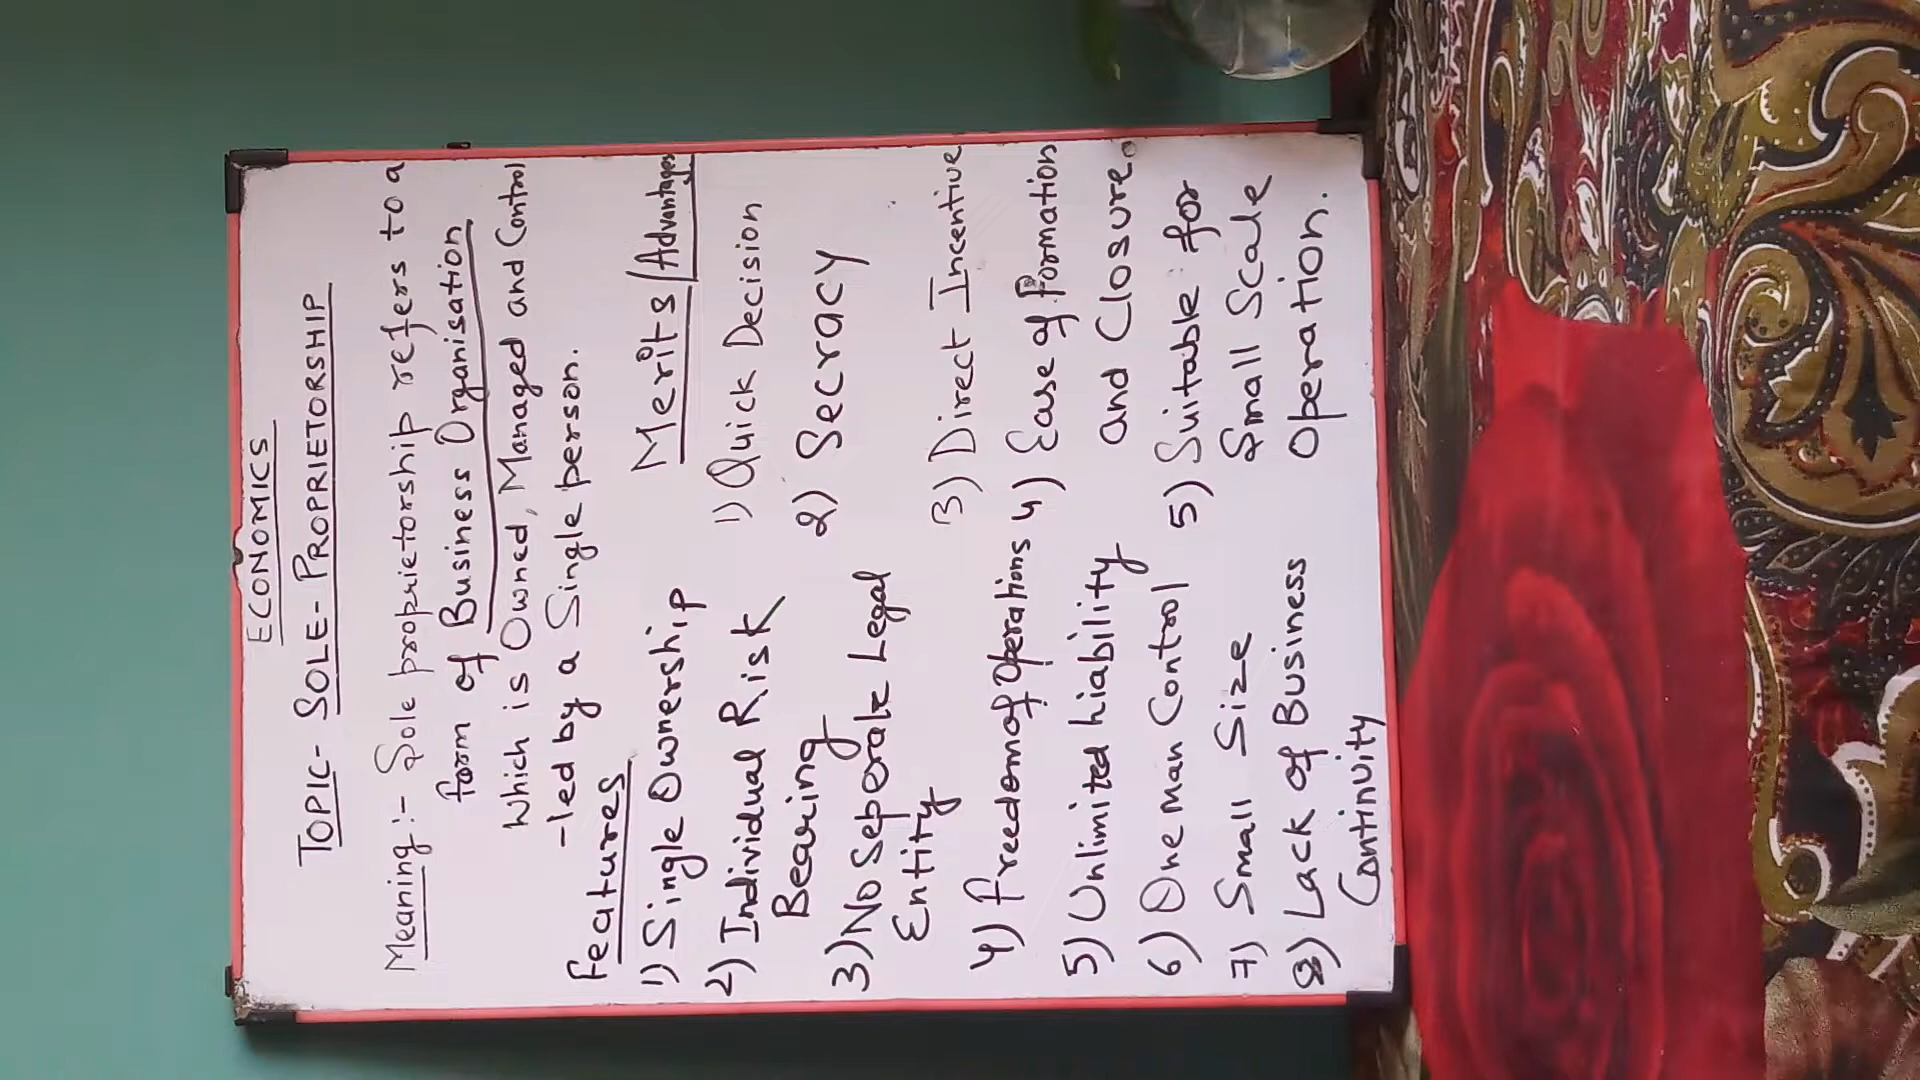 ECONOMICS
TOPIC- SOLE-PROPRIETORSHIP
Meaning:- Sole proprietorship refers to a
form of Business Organisation
Which is Owned, Managed and Control
-led by a Single person.
Features
1) Single Ownership
2) Individual Risk
Bearing
3) No Seperate Legal
Entity
4) Freedom of Operations
5) Unlimited Liability
6) One man Control
7) Small Size
8) Lack of Business
Continuity
Merits/Advantages
1) Quick Decision
2) Secracy
3) Direct Incentive
4) Ease of formation
and Closure.
5) Suitable for
Small Scale
Operation.